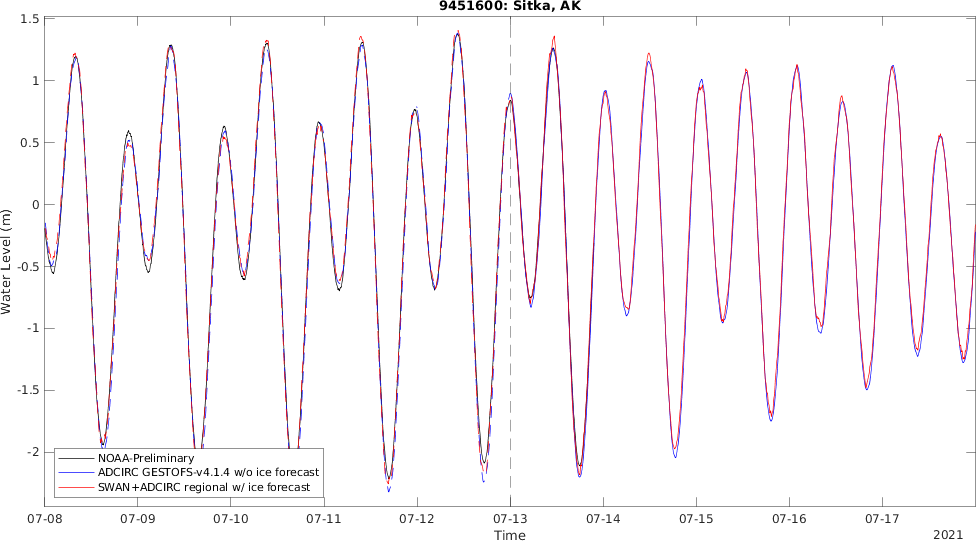 9451600: Sitka, AK
1.5
1
0.5
0
-0.5
-1
-1.5
-2
Water Level (m)
NOAA-Preliminary
ADCIRC GESTOFS-v4.1.4 w/o ice forecast
SWAN+ADCIRC regional w/ ice forecast
07-08 07-09 07-10 07-11 07-12 07-13 07-14 07-15 07-16 07-17
Time
2021